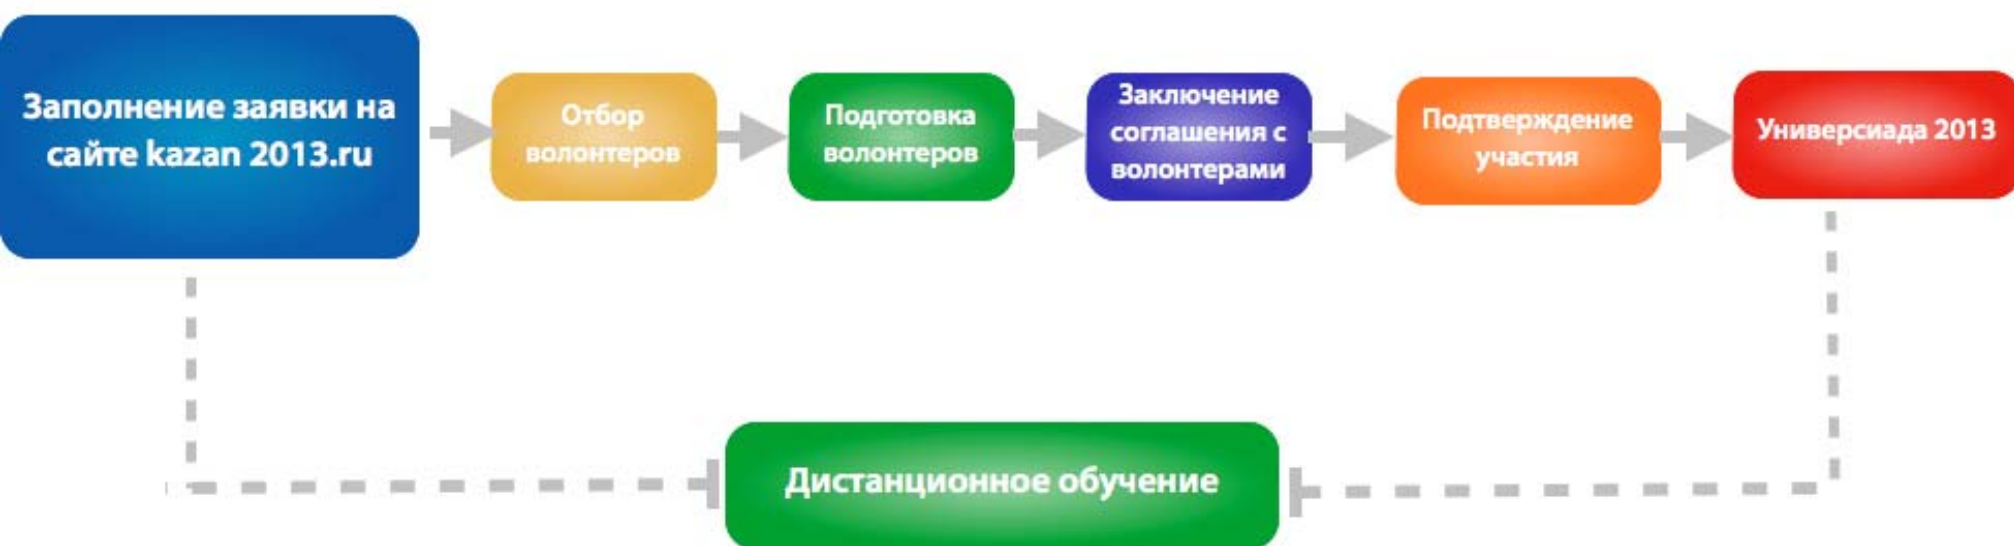 Заполнение заявки на
сайте kazan 2013.ru
Отбор
волонтеров
Подготовка
волонтеров
Заключение
соглашения с
волонтерами
Подтверждение
участия
Универсиада 2013
Дистанционное обучение